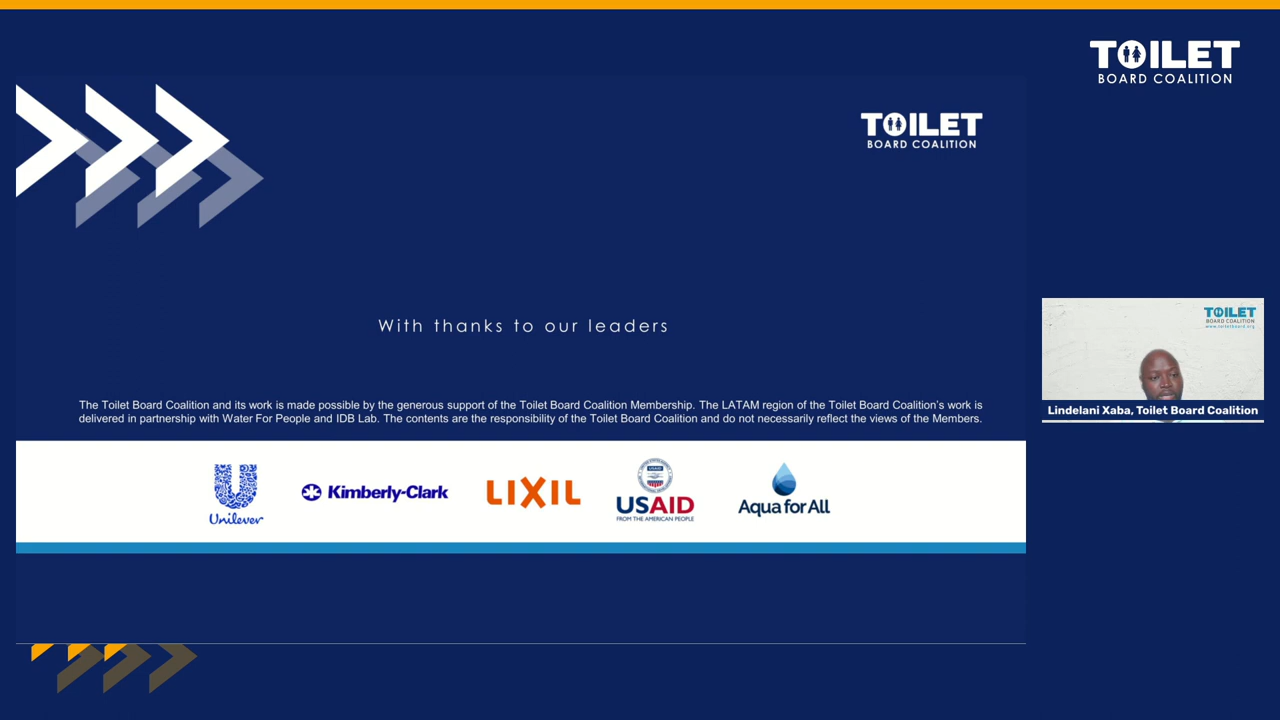 TOILET
BOARD COALITION
TOILET
BOARD COALITION
With thanks to our leaders
The Toilet Board Coalition and its work is made possible by the generous support of the Toilet Board Coalition Membership. The LATAM region of the Toilet Board Coalition’s work is
delivered in partnership with Water For People and IDB Lab. The contents are the responsibility of the Toilet Board Coalition and do not necessarily reflect the views of the Members.
Unilever
Kimberly-Clark
LIXIL
USAID
USAID
FROM THE AMERICAN PEOPLE
Aqua for All
TOILET
BOARD COALITION
www.toiletboard.org
Lindelani Xaba, Toilet Board Coalition